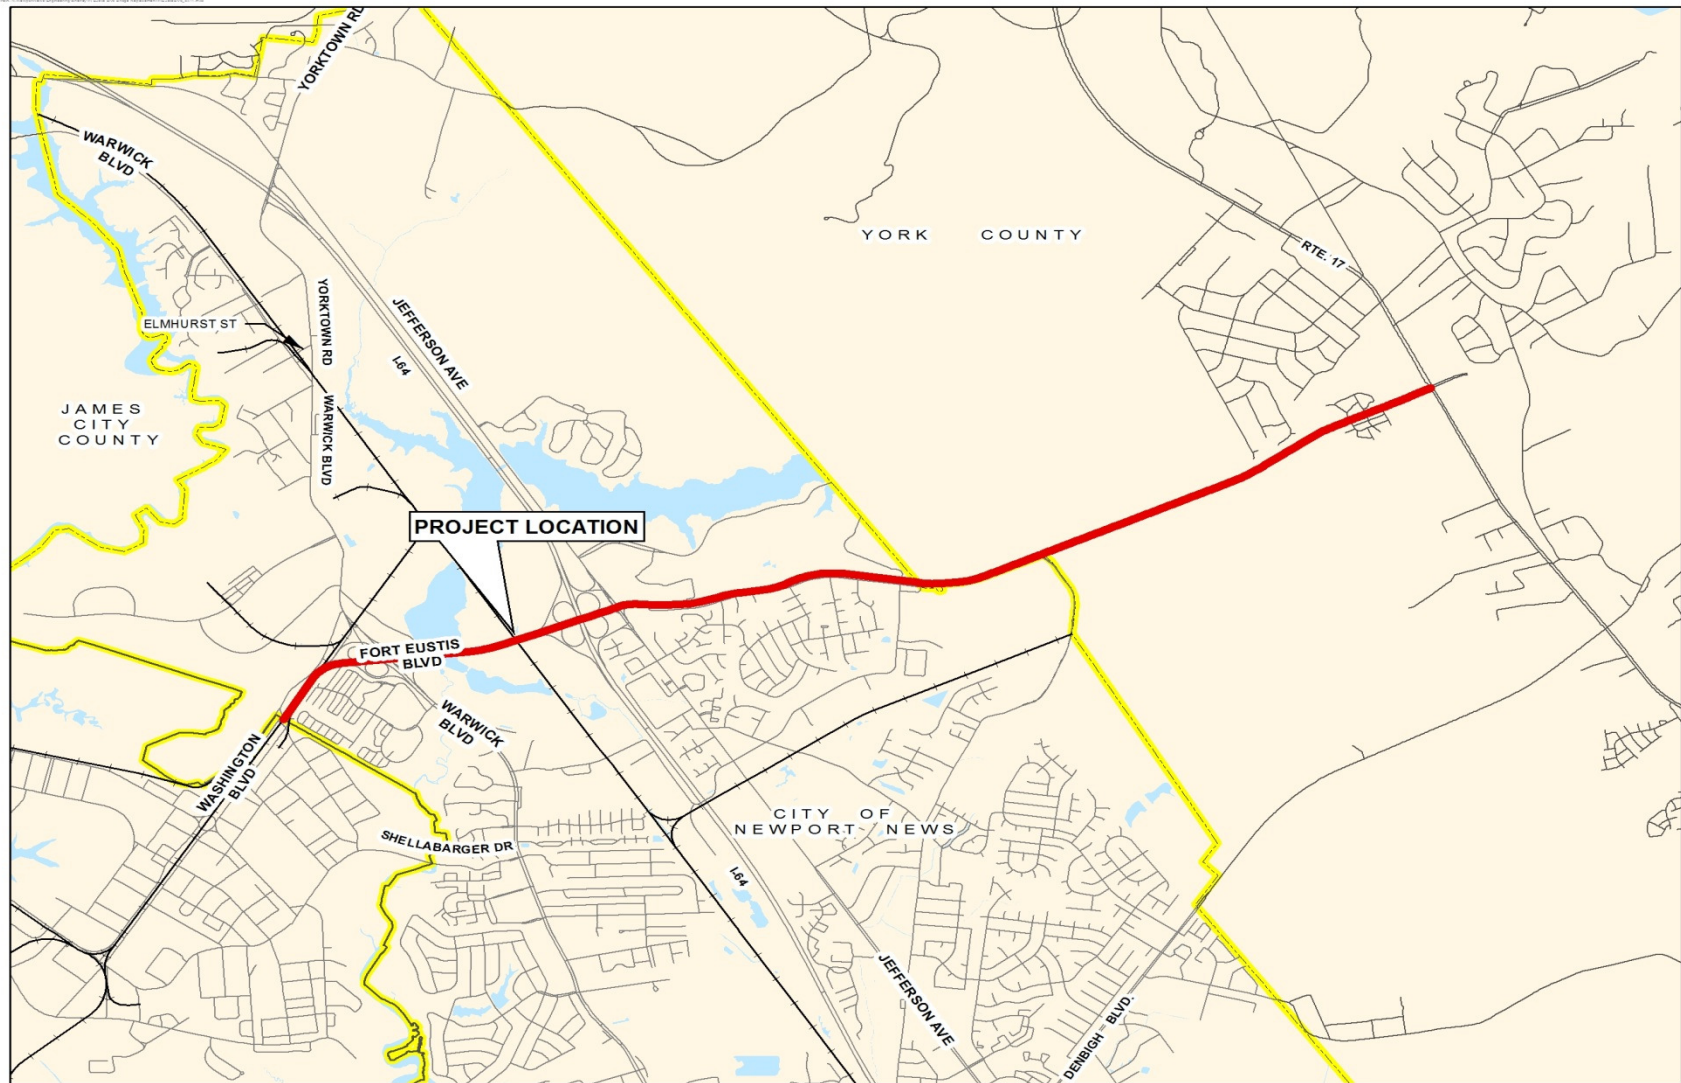 YORKTOWN RD
WARWICK
BLVD
YORK COUNTY
RTE. 17
JEFFERSON AVE
YORKTOWN RD
ELMHURST ST
I-64
WARWICK BLVD
JAMES
CITY
COUNTY
PROJECT LOCATION
FORT EUSTIS
BLVD
WARWICK
BLVD
WASHINGTON
BLVD
CITY OF
NEWPORT NEWS
SHELLABARGER DR
I-64
JEFFERSON AVE
DENBIGH BLVD.